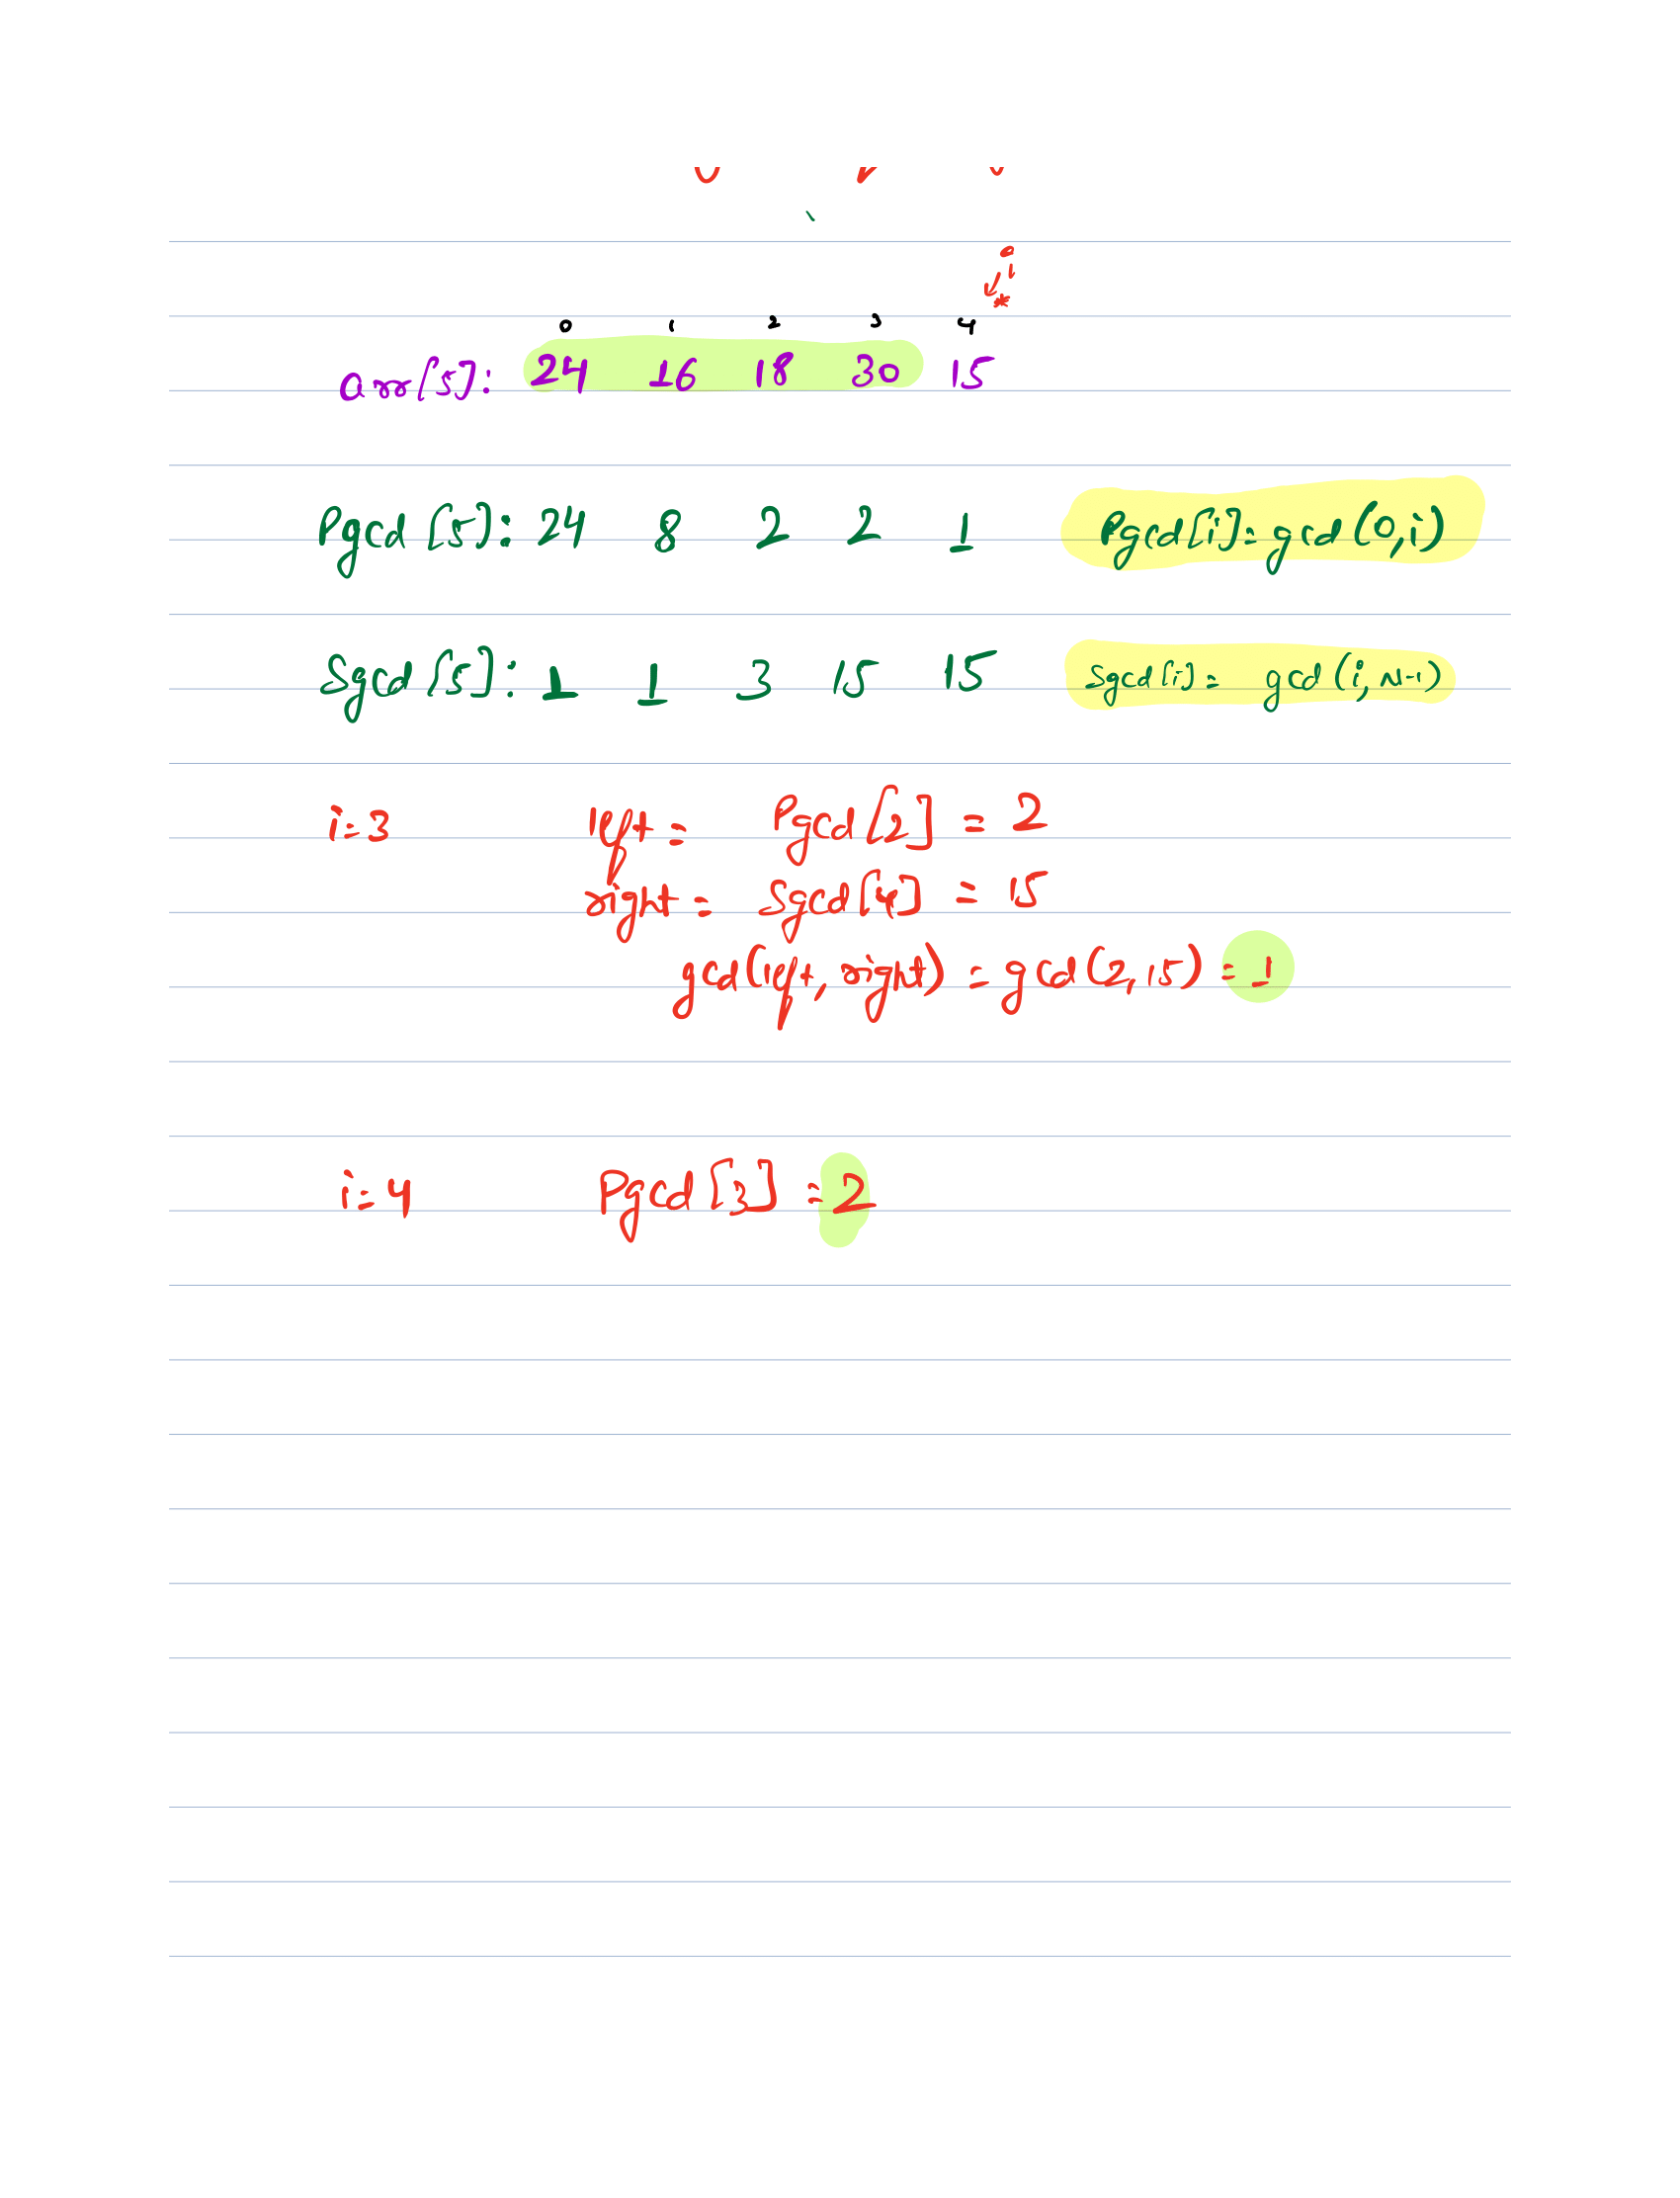 i
0 1 2 3 4
arr[5]: 24 16 18 30 15
Pgcd[5]: 24 8 2 2 1 Pgcd[i]= gcd(0,i)
Sgcd[5]: 1 1 3 15 15 Sgcd[i]= gcd(i, N-1)
i=3 left = Pgcd[2] = 2
right = Sgcd[4] = 15
gcd(left, right) = gcd(2,15) = 1
i=4 Pgcd[3] = 2